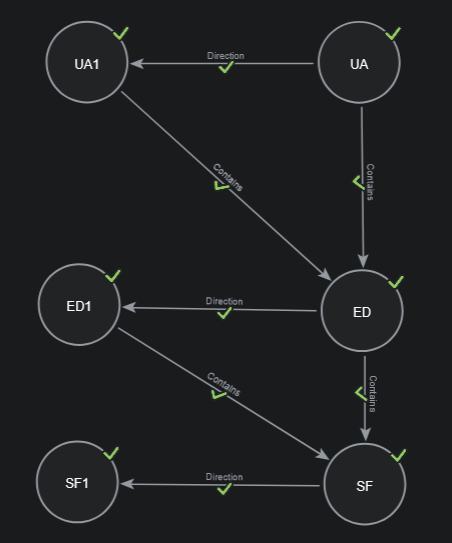 Direction
UA1
UA
Contains
Contains
Direction
ED1
ED
Contains
Contains
Direction
SF1
SF